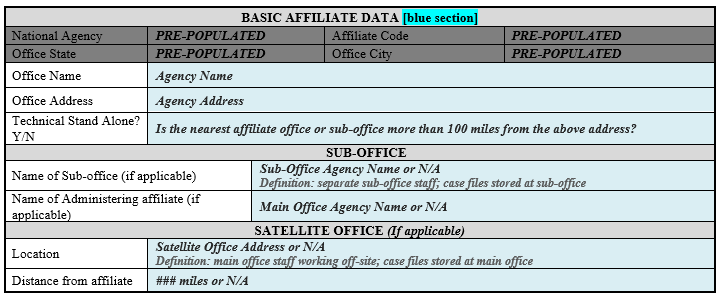 BASIC AFFILIATE DATA [blue section]
National Agency PRE-POPULATED Affiliate Code PRE-POPULATED
Office State PRE-POPULATED Office City PRE-POPULATED
Office Name Agency Name
Office Address Agency Address
Technical Stand Alone?
Y/N
Is the nearest affiliate office or sub-office more than 100 miles from the above address?
SUB-OFFICE
Name of Sub-office (if applicable)
Sub-Office Agency Name or N/A
Definition: separate sub-office staff; case files stored at sub-office
Name of Administering affiliate (if
applicable)
Main Office Agency Name or N/A
SATELLITE OFFICE (If applicable)
Location
Satellite Office Address or N/A
Definition: main office staff working off-site; case files stored at main office
Distance from affiliate ### miles or N/A